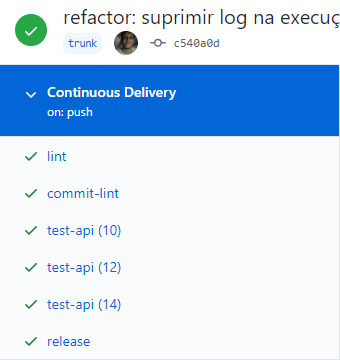 refactor: suprimir log na execuç
trunk c540a0d
Continuous Delivery
on: push
lint
commit-lint
test-api (10)
test-api (12)
test-api (14)
release